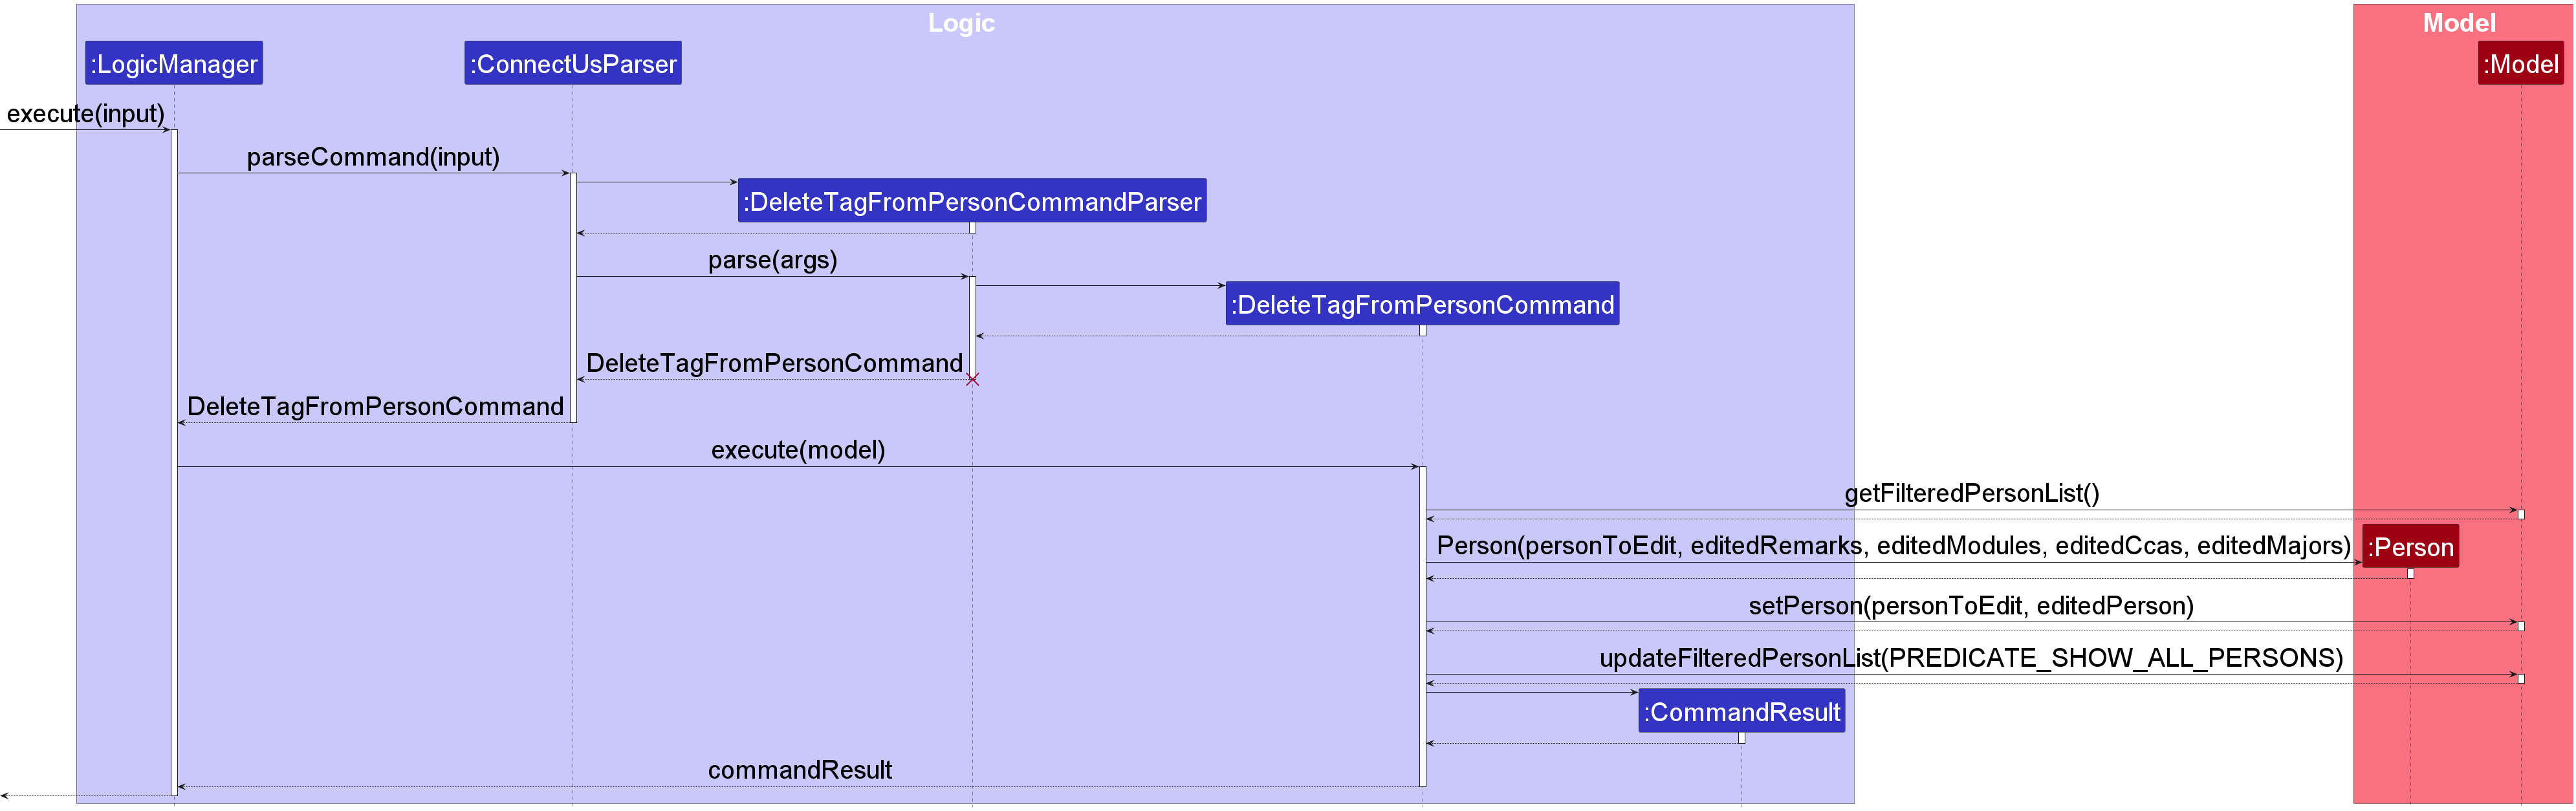 Logic
Model
:LogicManager
:ConnectUsParser
:Model
execute(input)
parseCommand(input)
:DeleteTagFromPersonCommandParser
parse(args)
:DeleteTagFromPersonCommand
DeleteTagFromPersonCommand
DeleteTagFromPersonCommand
execute(model)
getFilteredPersonList()
Person(personToEdit, editedRemarks, editedModules, editedCcas, editedMajors)
:Person
setPerson(personToEdit, editedPerson)
updateFilteredPersonList(PREDICATE_SHOW_ALL_PERSONS)
:CommandResult
commandResult